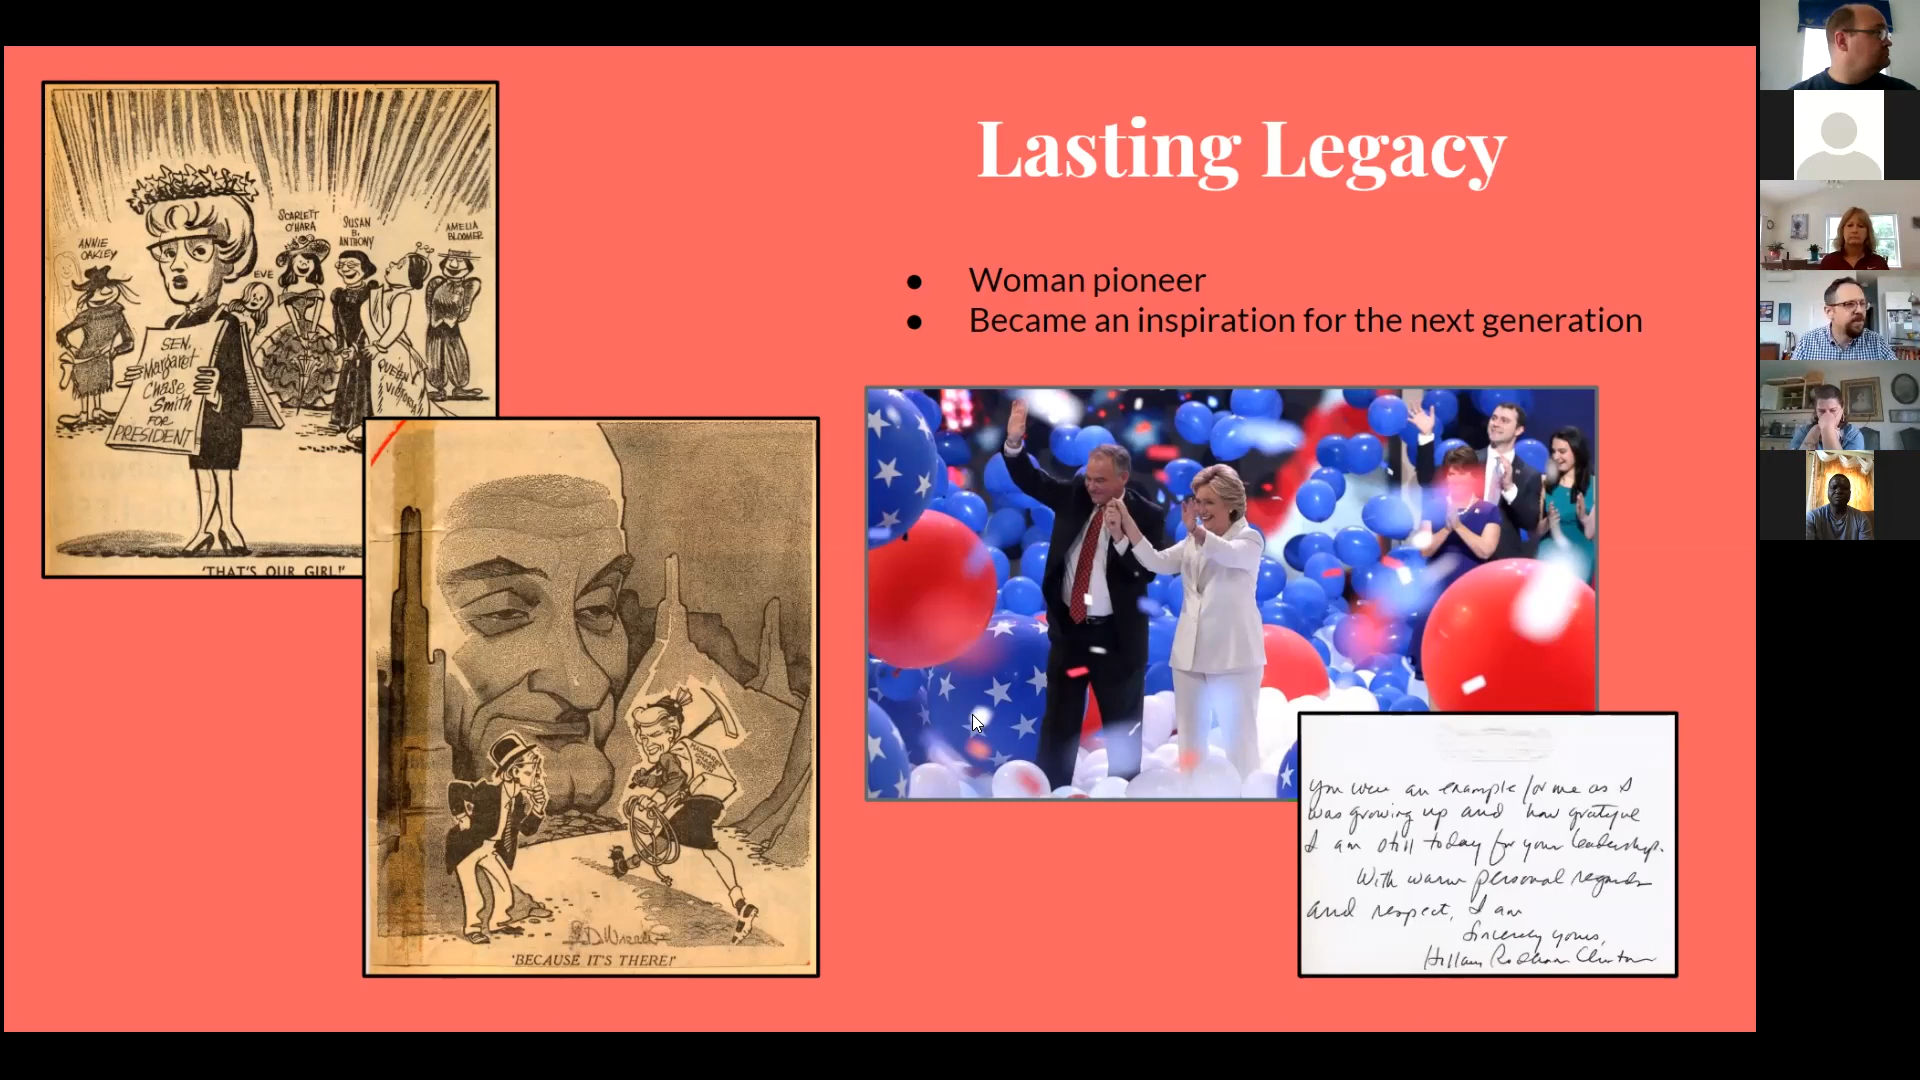 Lasting Legacy
● Woman pioneer
● Became an inspiration for the next generation
ANNIE
OAKLEY
SCARLETT
O'HARA
SUSAN
B.
ANTHONY
AMELIA
BLOOMER
EVE
QUEEN
VICTORIA
SEN.
Margaret
Chase
Smith
FOR
PRESIDENT
'THAT'S OUR GIRL!'
MARGARET
CHASE
SMITH
'BECAUSE IT'S THERE!'
You were an example for me as I
was growing up and how grateful
I am still today for your leadership.
With warm personal regards
and respect, I am
Sincerely yours,
Hillary Rodham Clinton